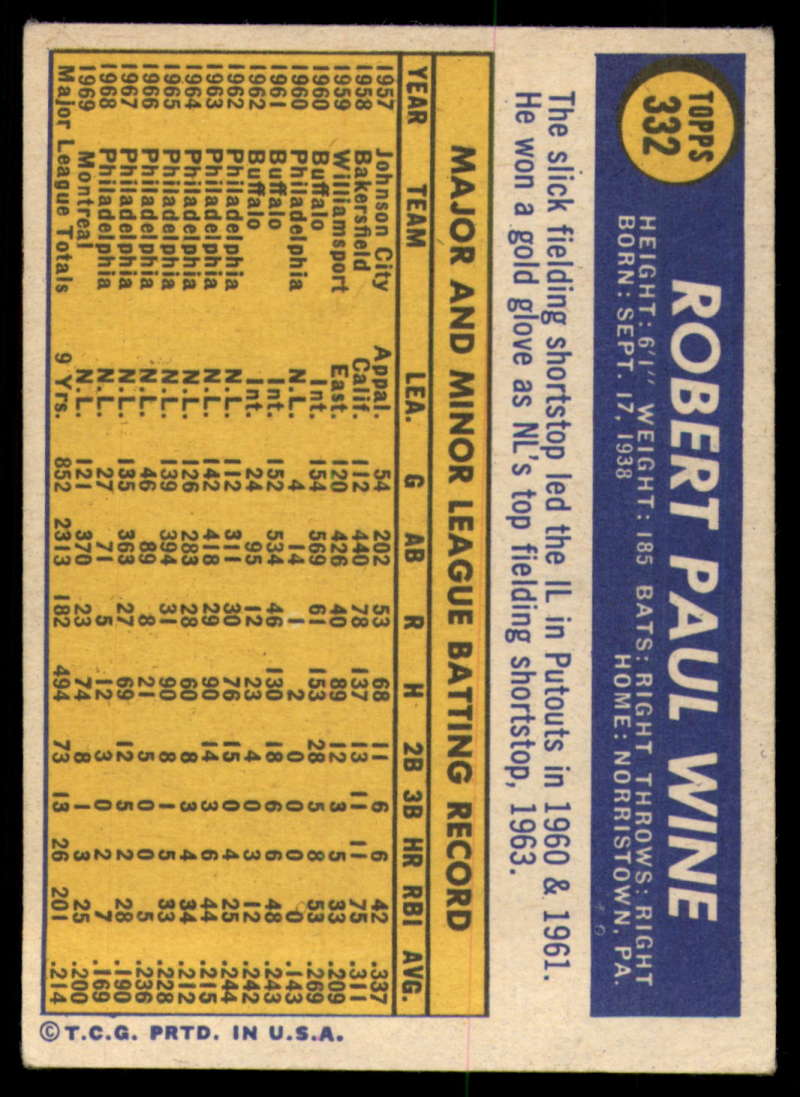 TOPPS
332
ROBERT PAUL WINE
HEIGHT: 6'1" WEIGHT: 185 BATS: RIGHT THROWS: RIGHT
BORN: SEPT. 17, 1938 HOME: NORRISTOWN, PA.
The slick fielding shortstop led the IL in Putouts in 1960 & 1961.
He won a gold glove as NL's top fielding shortstop, 1963.
MAJOR AND MINOR LEAGUE BATTING RECORD
YEAR TEAM LEA. G AB R H 2B 3B HR RBI AVG.
1957 Johnson City Appal. 54 202 53 68 11 6 6 42 .337
1958 Bakersfield Calif. 112 440 78 137 13 11 11 75 .311
1959 Williamsport East. 120 426 40 89 12 3 5 33 .209
1960 Buffalo Int. 154 569 61 153 28 5 8 53 .269
1960 Philadelphia N.L. 4 14 1 2 0 0 0 0 .143
1961 Buffalo Int. 152 534 46 130 18 6 6 48 .243
1962 Buffalo Int. 24 95 12 23 4 0 3 12 .242
1962 Philadelphia N.L. 112 311 30 76 15 0 4 25 .244
1963 Philadelphia N.L. 142 418 29 90 14 3 6 44 .215
1964 Philadelphia N.L. 126 283 28 60 8 3 4 34 .212
1965 Philadelphia N.L. 139 394 31 90 8 1 5 33 .228
1966 Philadelphia N.L. 46 89 8 21 5 0 0 5 .236
1967 Philadelphia N.L. 135 363 27 69 12 5 2 28 .190
1968 Philadelphia N.L. 27 71 5 12 3 0 2 7 .169
1969 Montreal N.L. 121 370 23 74 8 1 3 25 .200
Major League Totals 9 Yrs. 852 2313 182 494 73 13 26 201 .214
© T.C.G. PRTD. IN U.S.A.